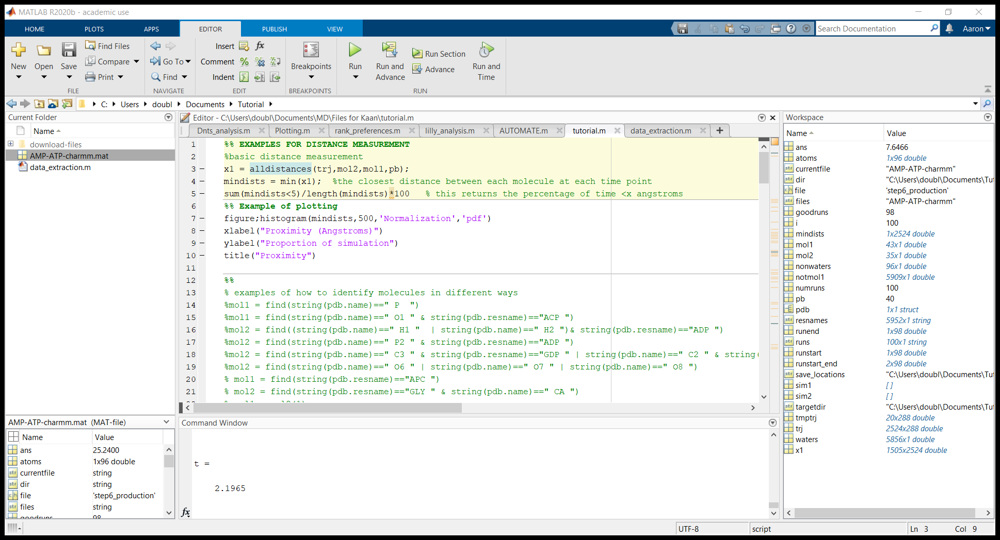 MATLAB R2020b - academic use
HOME PLOTS APPS EDITOR PUBLISH VIEW
Search Documentation
Aaron
New
Open
Save
Find Files
Compare
Print
FILE
Go To
Find
NAVIGATE
Insert
Comment
Indent
EDIT
Breakpoints
BREAKPOINTS
Run
Run and
Advance
Run Section
Advance
Run and
Time
RUN
C: Users doubl Documents Tutorial
Current Folder
Name
download-files
AMP-ATP-charmm.mat
data_extraction.m
AMP-ATP-charmm.mat (MAT-file)
Name Value
ans 25.2400
atoms 1x96 double
currentfile string
dir string
file 'step6_production'
files string
goodruns 98
Editor - C:\Users\doubl\Documents\MD\Files for Kaan\tutorial.m
Dnts_analysis.m Plotting.m rank_preferences.m lilly_analysis.m AUTOMATE.m tutorial.m data_extraction.m
1 %% EXAMPLES FOR DISTANCE MEASUREMENT
2 %basic distance measurement
3 x1 = alldistances(trj,mol2,mol1,pb);
4 mindists = min(x1);  %the closest distance between each molecule at each time point
5 sum(mindists<5)/length(mindists)*100   % this returns the percentage of time <x angstroms
6 %% Example of plotting
7 figure;histogram(mindists,500,'Normalization','pdf')
8 xlabel("Proximity (Angstroms)")
9 ylabel("Proportion of simulation")
10 title("Proximity")
11
12 %%
13 % examples of how to identify molecules in different ways
14 %mol1 = find(string(pdb.name)==" P  ")
15 %mol1 = find(string(pdb.name)==" O1 " & string(pdb.resname)=="ACP ")
16 %mol2 = find((string(pdb.name)==" H1 "  | string(pdb.name)==" H2 ")& string(pdb.resname)=="ADP ")
17 %mol2 = find(string(pdb.name)==" P2 " & string(pdb.resname)=="ADP ")
18 %mol2 = find(string(pdb.name)==" C3 " & string(pdb.resname)=="GDP " | string(pdb.name)==" C2 " & string(
19 %mol2 = find(string(pdb.name)==" O6 " | string(pdb.name)==" O7 " | string(pdb.name)==" O8 ")
20 % mol1 = find(string(pdb.resname)=="APC ")
21 % mol2 = find(string(pdb.resname)=="GLY " & string(pdb.name)==" CA ")
Command Window
t =
2.1965
fx
Workspace
Name Value
ans 7.6466
atoms 1x96 double
currentfile "AMP-ATP-charmm"
dir "C:\Users\doubl\Documents\Tu
file 'step6_production'
files "AMP-ATP-charmm"
goodruns 98
i 100
mindists 1x2524 double
mol1 43x1 double
mol2 35x1 double
nonwaters 96x1 double
notmol1 5909x1 double
numruns 100
pb 40
pdb 1x1 struct
resnames 5952x1 string
runend 1x98 double
runs 100x1 string
runstart 1x98 double
runstart_end 2x98 double
save_locations "C:\Users\doubl\Documents\Tu
sim1 []
sim2 []
targetdir "C:\Users\doubl\Documents\Tu
tmptrj 20x288 double
trj 2524x288 double
waters 5856x1 double
x1 1505x2524 double
UTF-8 script Ln 3 Col 9